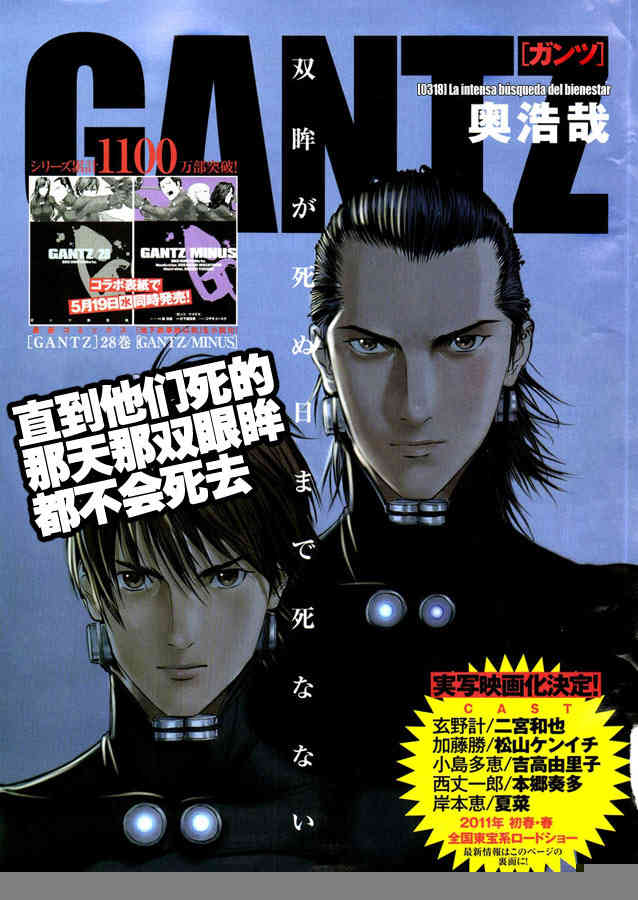 GANTZ
[ガンツ]
[0318] La intensa búsqueda del bienestar
奥浩哉
双眸が死ぬ日まで死なない
シリーズ累計1100万部突破!
GANTZ/28
GANTZ/MINUS
コラボ表紙で
5月19日水同時発売!
[GANTZ]28巻 [GANTZ/MINUS]
直到他们死的
那天那双眼眸
都不会死去
実写映画化決定!
CAST
玄野計/二宮和也
加藤勝/松山ケンイチ
小島多恵/吉高由里子
西丈一郎/本郷奏多
岸本恵/夏菜
2011年 初春・春
全国東宝系ロードショー
最新情報はこのページの
裏面に!